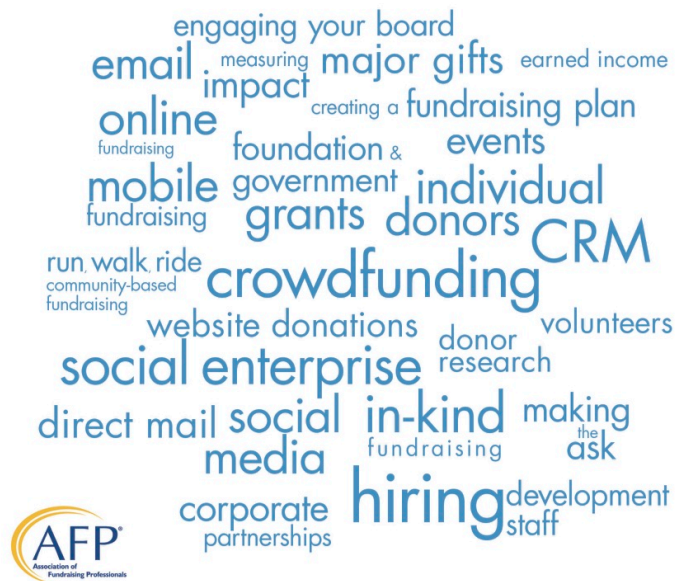 engaging your board
email
measuring
impact
major gifts
earned income
creating a fundraising plan
online
fundraising
foundation &
government
grants
events
mobile
fundraising
individual
donors
CRM
run, walk, ride
community-based
fundraising
crowdfunding
website donations
donor
research
volunteers
social enterprise
direct mail
social
media
in-kind
fundraising
making
the
ask
corporate
partnerships
hiring
development
staff
AFP®
Association of
Fundraising Professionals